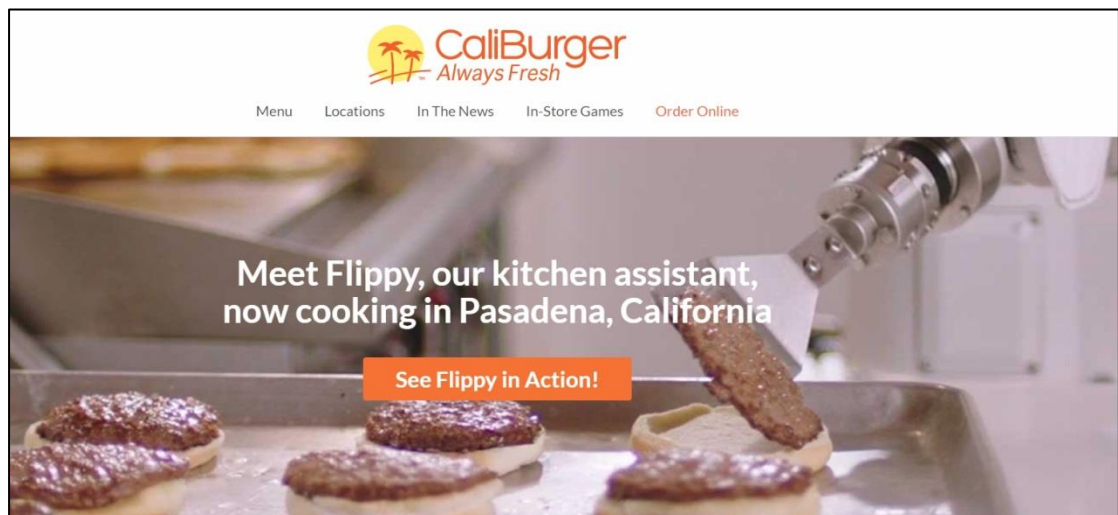 CaliBurger
Always Fresh
Menu Locations In The News In-Store Games Order Online
Meet Flippy, our kitchen assistant,
now cooking in Pasadena, California
See Flippy in Action!